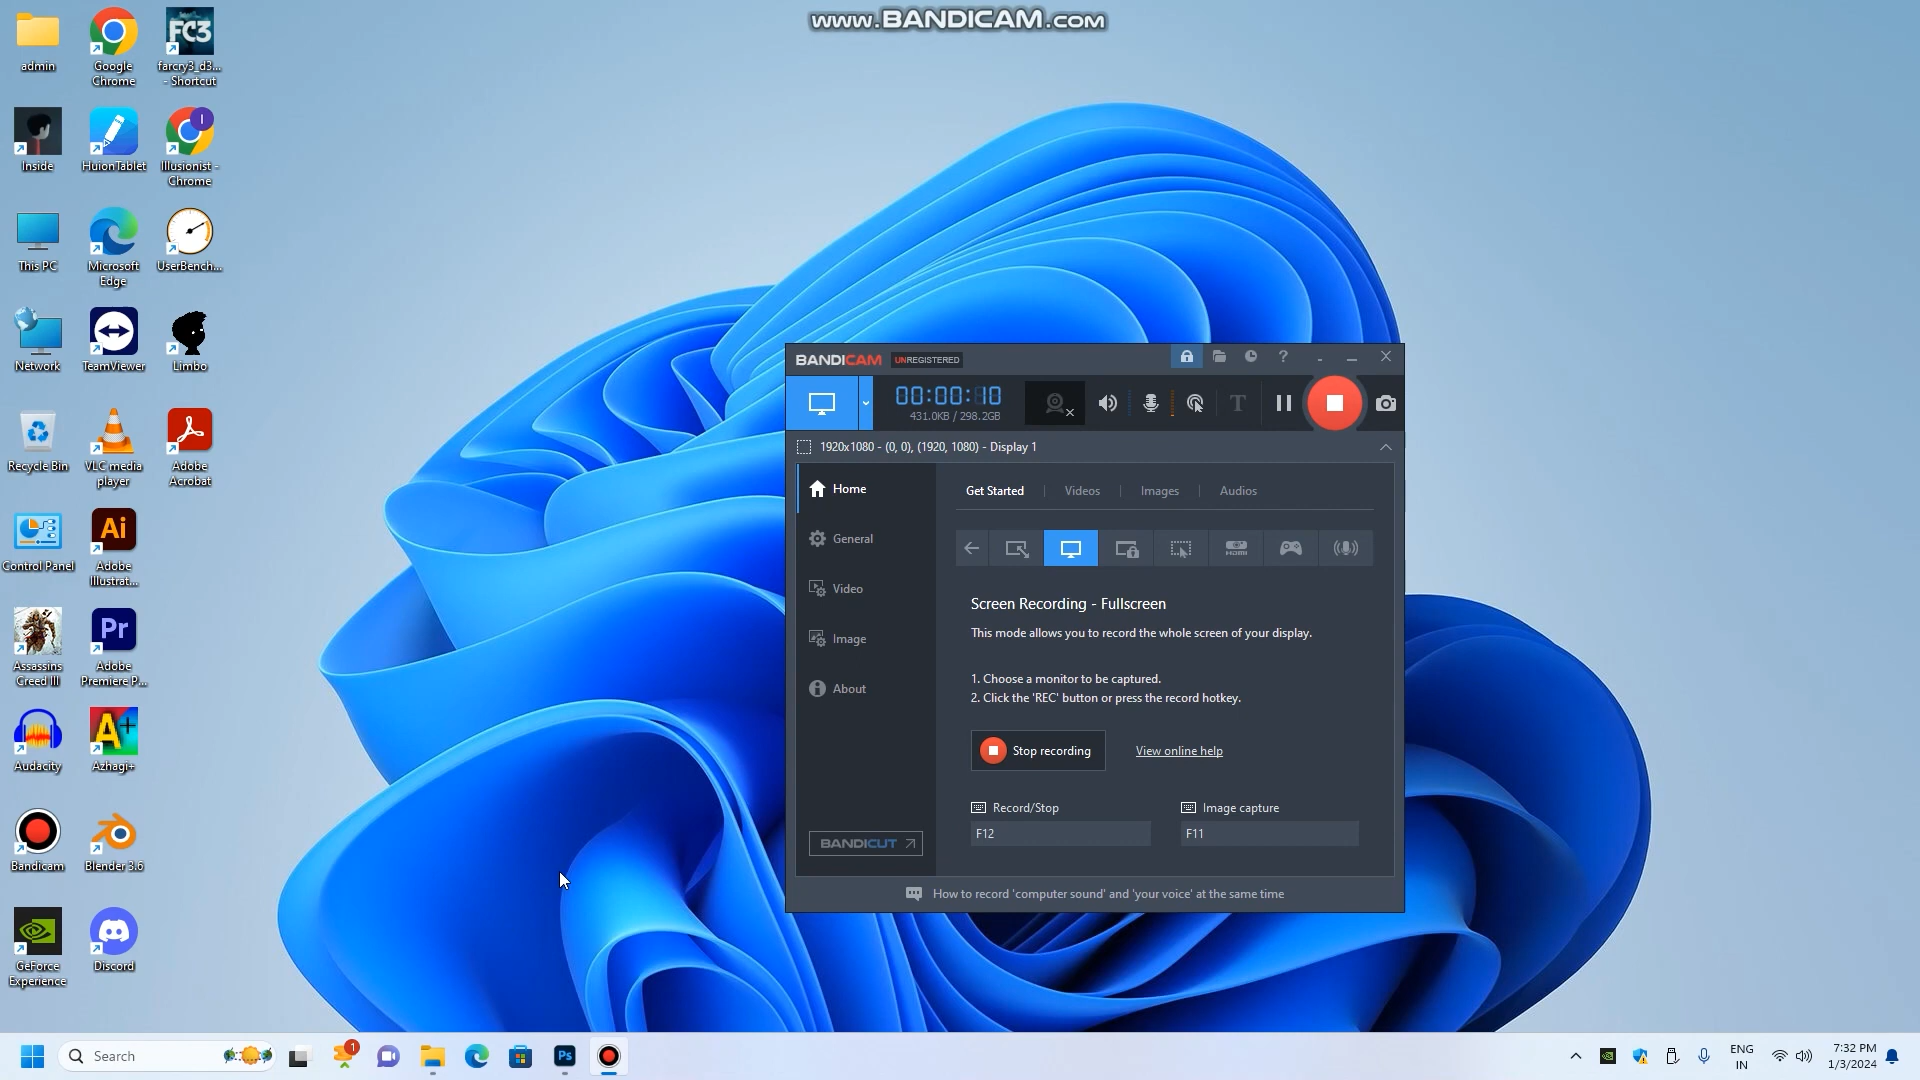 www.BANDICAM.com
admin
Google
Chrome
FC3
farcry3_d3...
- Shortcut
Inside
HuionTablet
I
Illusionist -
Chrome
This PC
Microsoft
Edge
UserBench...
Network
TeamViewer
Limbo
Recycle Bin
VLC media
player
Adobe
Acrobat
Control Panel
Ai
Adobe
Illustrat...
Assassins
Creed III
Pr
Adobe
Premiere P...
Audacity
A+
Azhagi+
Bandicam
Blender 3.6
GeForce
Experience
Discord
BANDICAM UNREGISTERED
00:00:10
431.0KB / 298.2GB
T
1920x1080 - (0, 0), (1920, 1080) - Display 1
Home
General
Video
Image
About
BANDICUT
Get Started
Videos
Images
Audios
HDMI
Screen Recording - Fullscreen
This mode allows you to record the whole screen of your display.
1. Choose a monitor to be captured.
2. Click the 'REC' button or press the record hotkey.
Stop recording
View online help
Record/Stop
F12
Image capture
F11
How to record 'computer sound' and 'your voice' at the same time
Search
1
Ps
ENG
IN
7:32 PM
1/3/2024